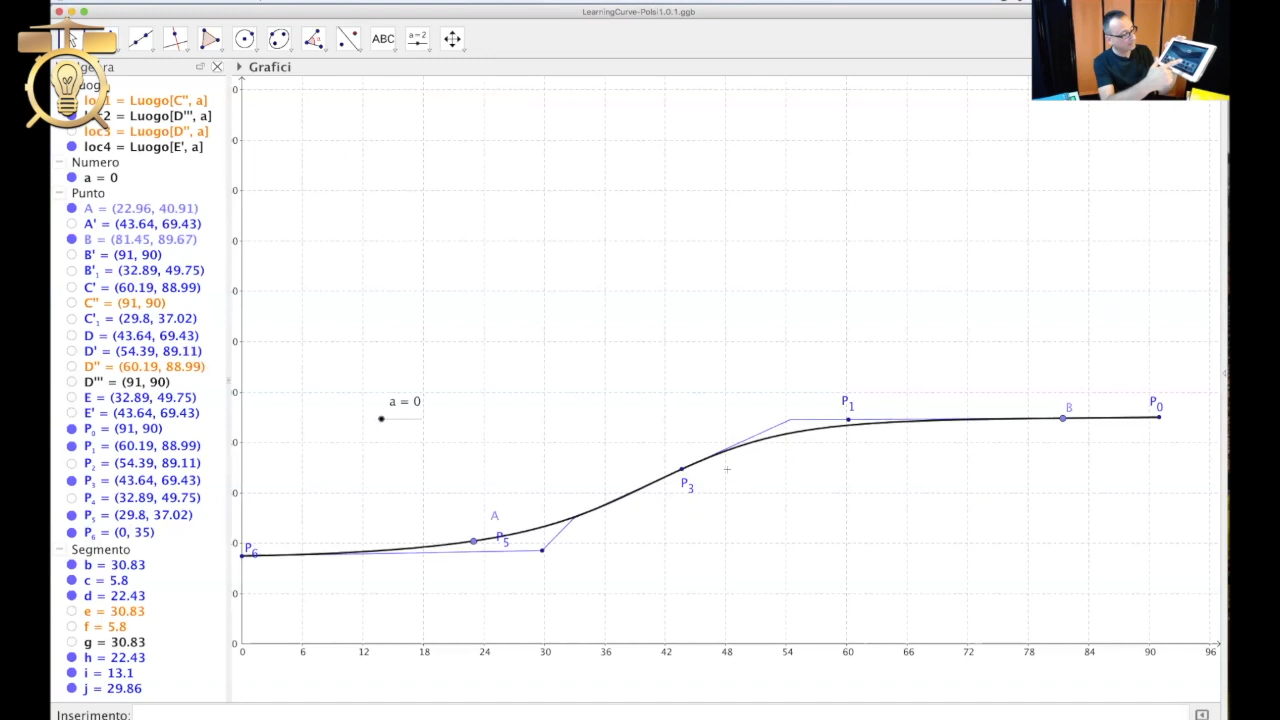 LearningCurve-Polsi1.0.1.ggb
ABC
a=2
Grafici
loc1 = Luogo[C'', a]
loc2 = Luogo[D''', a]
loc3 = Luogo[D'', a]
loc4 = Luogo[E', a]
Numero
a = 0
Punto
A = (22.96, 40.91)
A' = (43.64, 69.43)
B = (81.45, 89.67)
B' = (91, 90)
B'₁ = (32.89, 49.75)
C' = (60.19, 88.99)
C'' = (91, 90)
C'₁ = (29.8, 37.02)
D = (43.64, 69.43)
D' = (54.39, 89.11)
D'' = (60.19, 88.99)
D''' = (91, 90)
E = (32.89, 49.75)
E' = (43.64, 69.43)
P₀ = (91, 90)
P₁ = (60.19, 88.99)
P₂ = (54.39, 89.11)
P₃ = (43.64, 69.43)
P₄ = (32.89, 49.75)
P₅ = (29.8, 37.02)
P₆ = (0, 35)
Segmento
b = 30.83
c = 5.8
d = 22.43
e = 30.83
f = 5.8
g = 30.83
h = 22.43
i = 13.1
j = 29.86
Inserimento:
a = 0
P₁
B
P₀
P₃
A
P₅
P₆
0 6 12 18 24 30 36 42 48 54 60 66 72 78 84 90 96